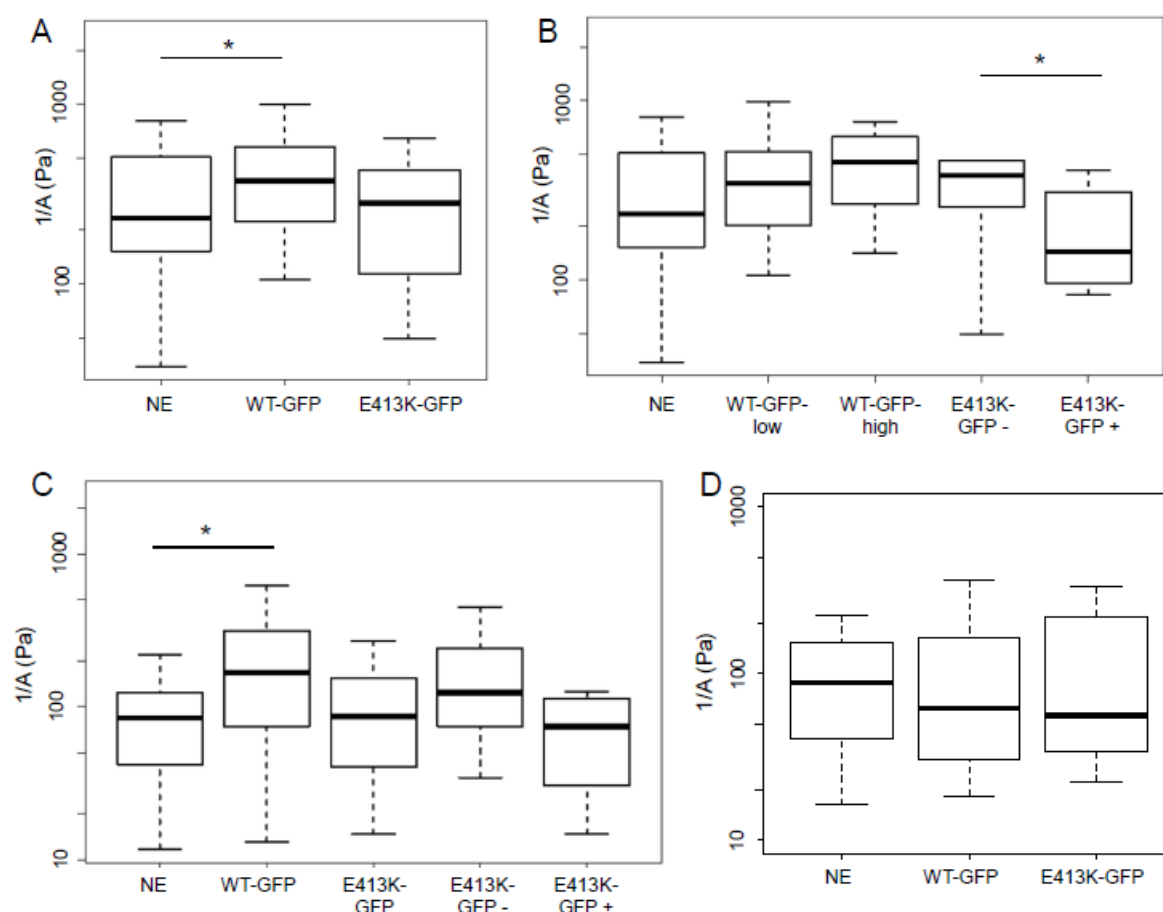 A
*
1/A (Pa)
1000
100
NE WT-GFP E413K-GFP
B
*
1/A (Pa)
1000
100
NE WT-GFP- WT-GFP- E413K- E413K-
low high GFP - GFP +
C
*
1/A (Pa)
1000
100
10
NE WT-GFP E413K- E413K- E413K-
GFP GFP - GFP +
D
1/A (Pa)
1000
100
10
NE WT-GFP E413K-GFP